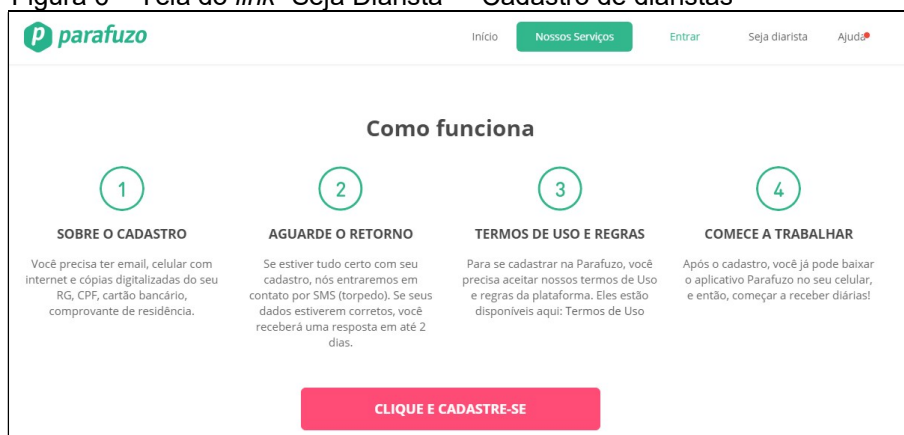 Figura 6 – Tela do link "Seja Diarista" – Cadastro de diaristas
parafuzo
Início Nossos Serviços Entrar Seja diarista Ajuda
Como funciona
1
SOBRE O CADASTRO
Você precisa ter email, celular com
internet e cópias digitalizadas do seu
RG, CPF, cartão bancário,
comprovante de residência.
2
AGUARDE O RETORNO
Se estiver tudo certo com seu
cadastro, nós entraremos em
contato por SMS (torpedo). Se seus
dados estiverem corretos, você
receberá uma resposta em até 2
dias.
3
TERMOS DE USO E REGRAS
Para se cadastrar na Parafuzo, você
precisa aceitar nossos termos de Uso
e regras da plataforma. Eles estão
disponíveis aqui: Termos de Uso
4
COMECE A TRABALHAR
Após o cadastro, você já pode baixar
o aplicativo Parafuzo no seu celular,
e então, começar a receber diárias!
CLIQUE E CADASTRE-SE